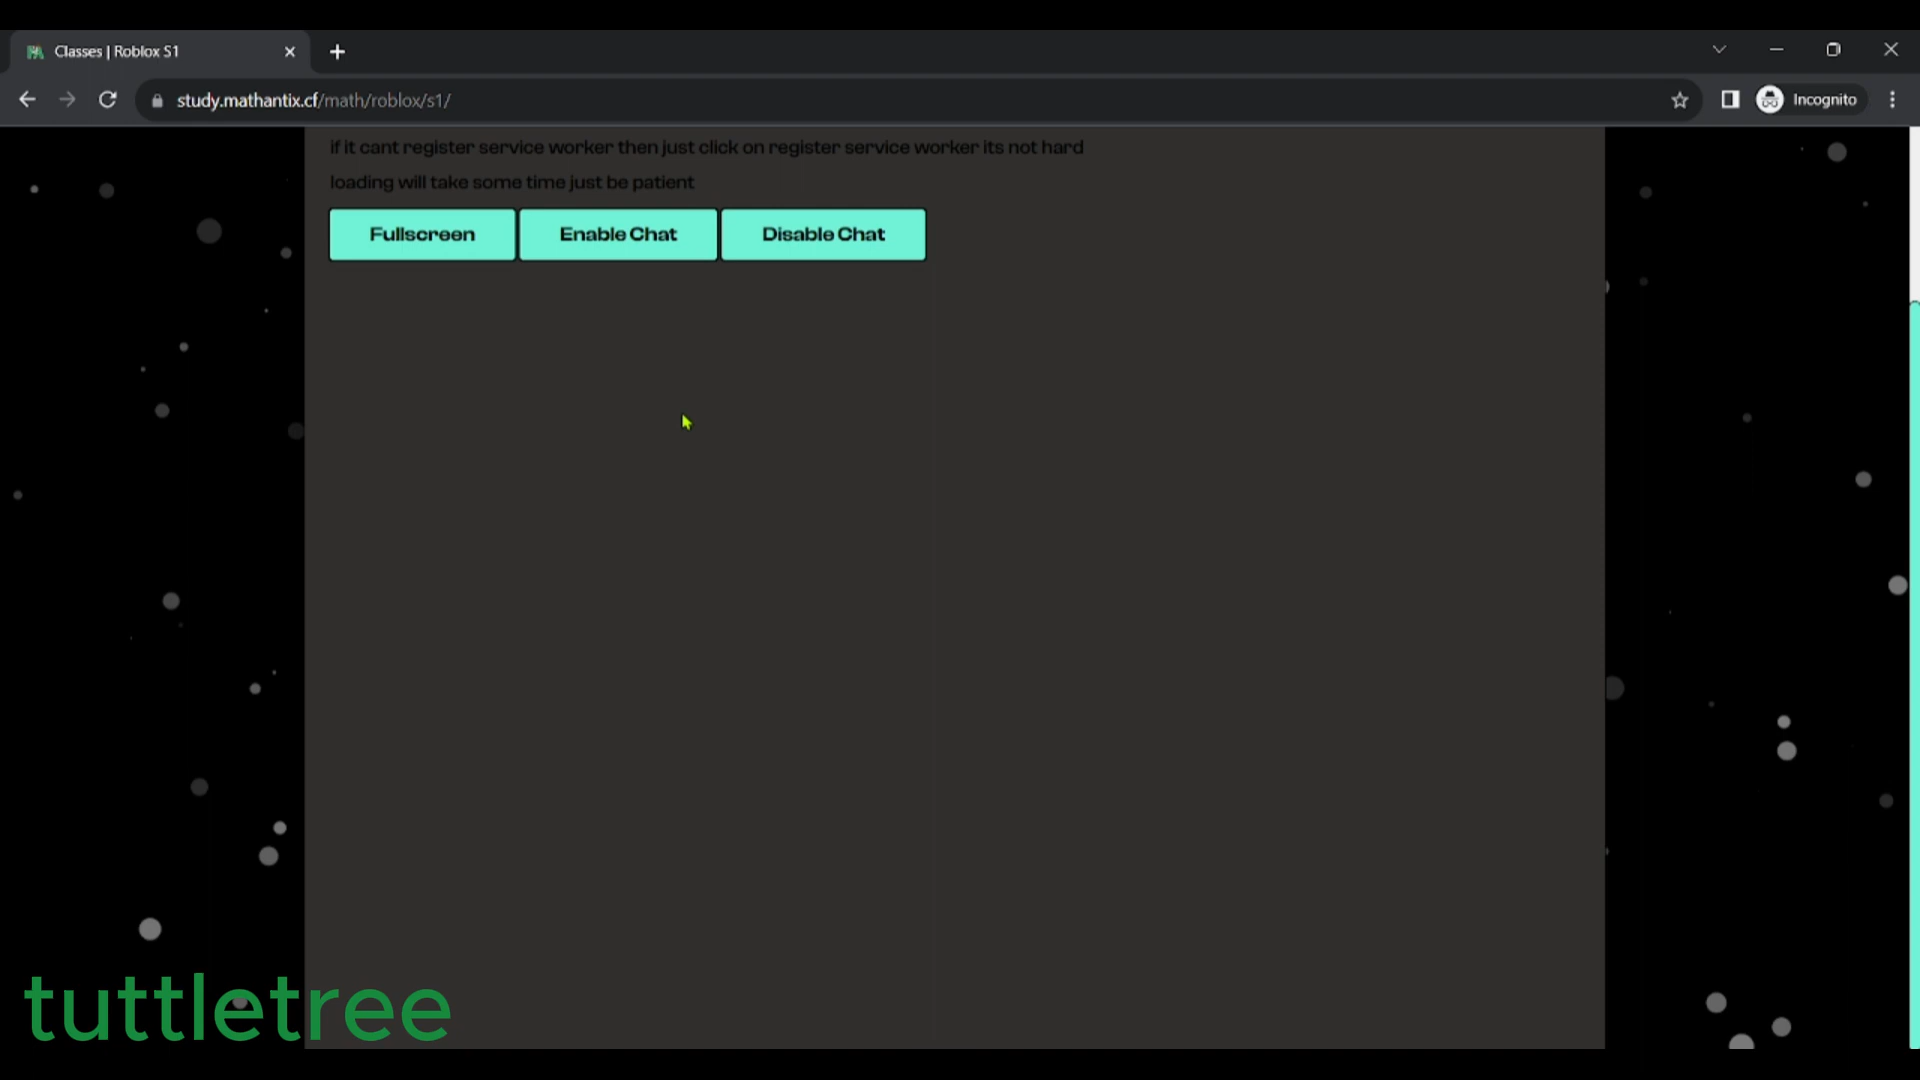 Classes | Roblox S1
study.mathantix.cf/math/roblox/s1/
Incognito
if it cant register service worker then just click on register service worker its not hard
loading will take some time just be patient
Fullscreen
Enable Chat
Disable Chat
tuttletree